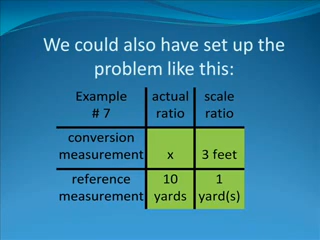 We could also have set up the
problem like this:
Example actual scale
# 7 ratio ratio
conversion
measurement x 3 feet
reference 10 1
measurement yards yard(s)